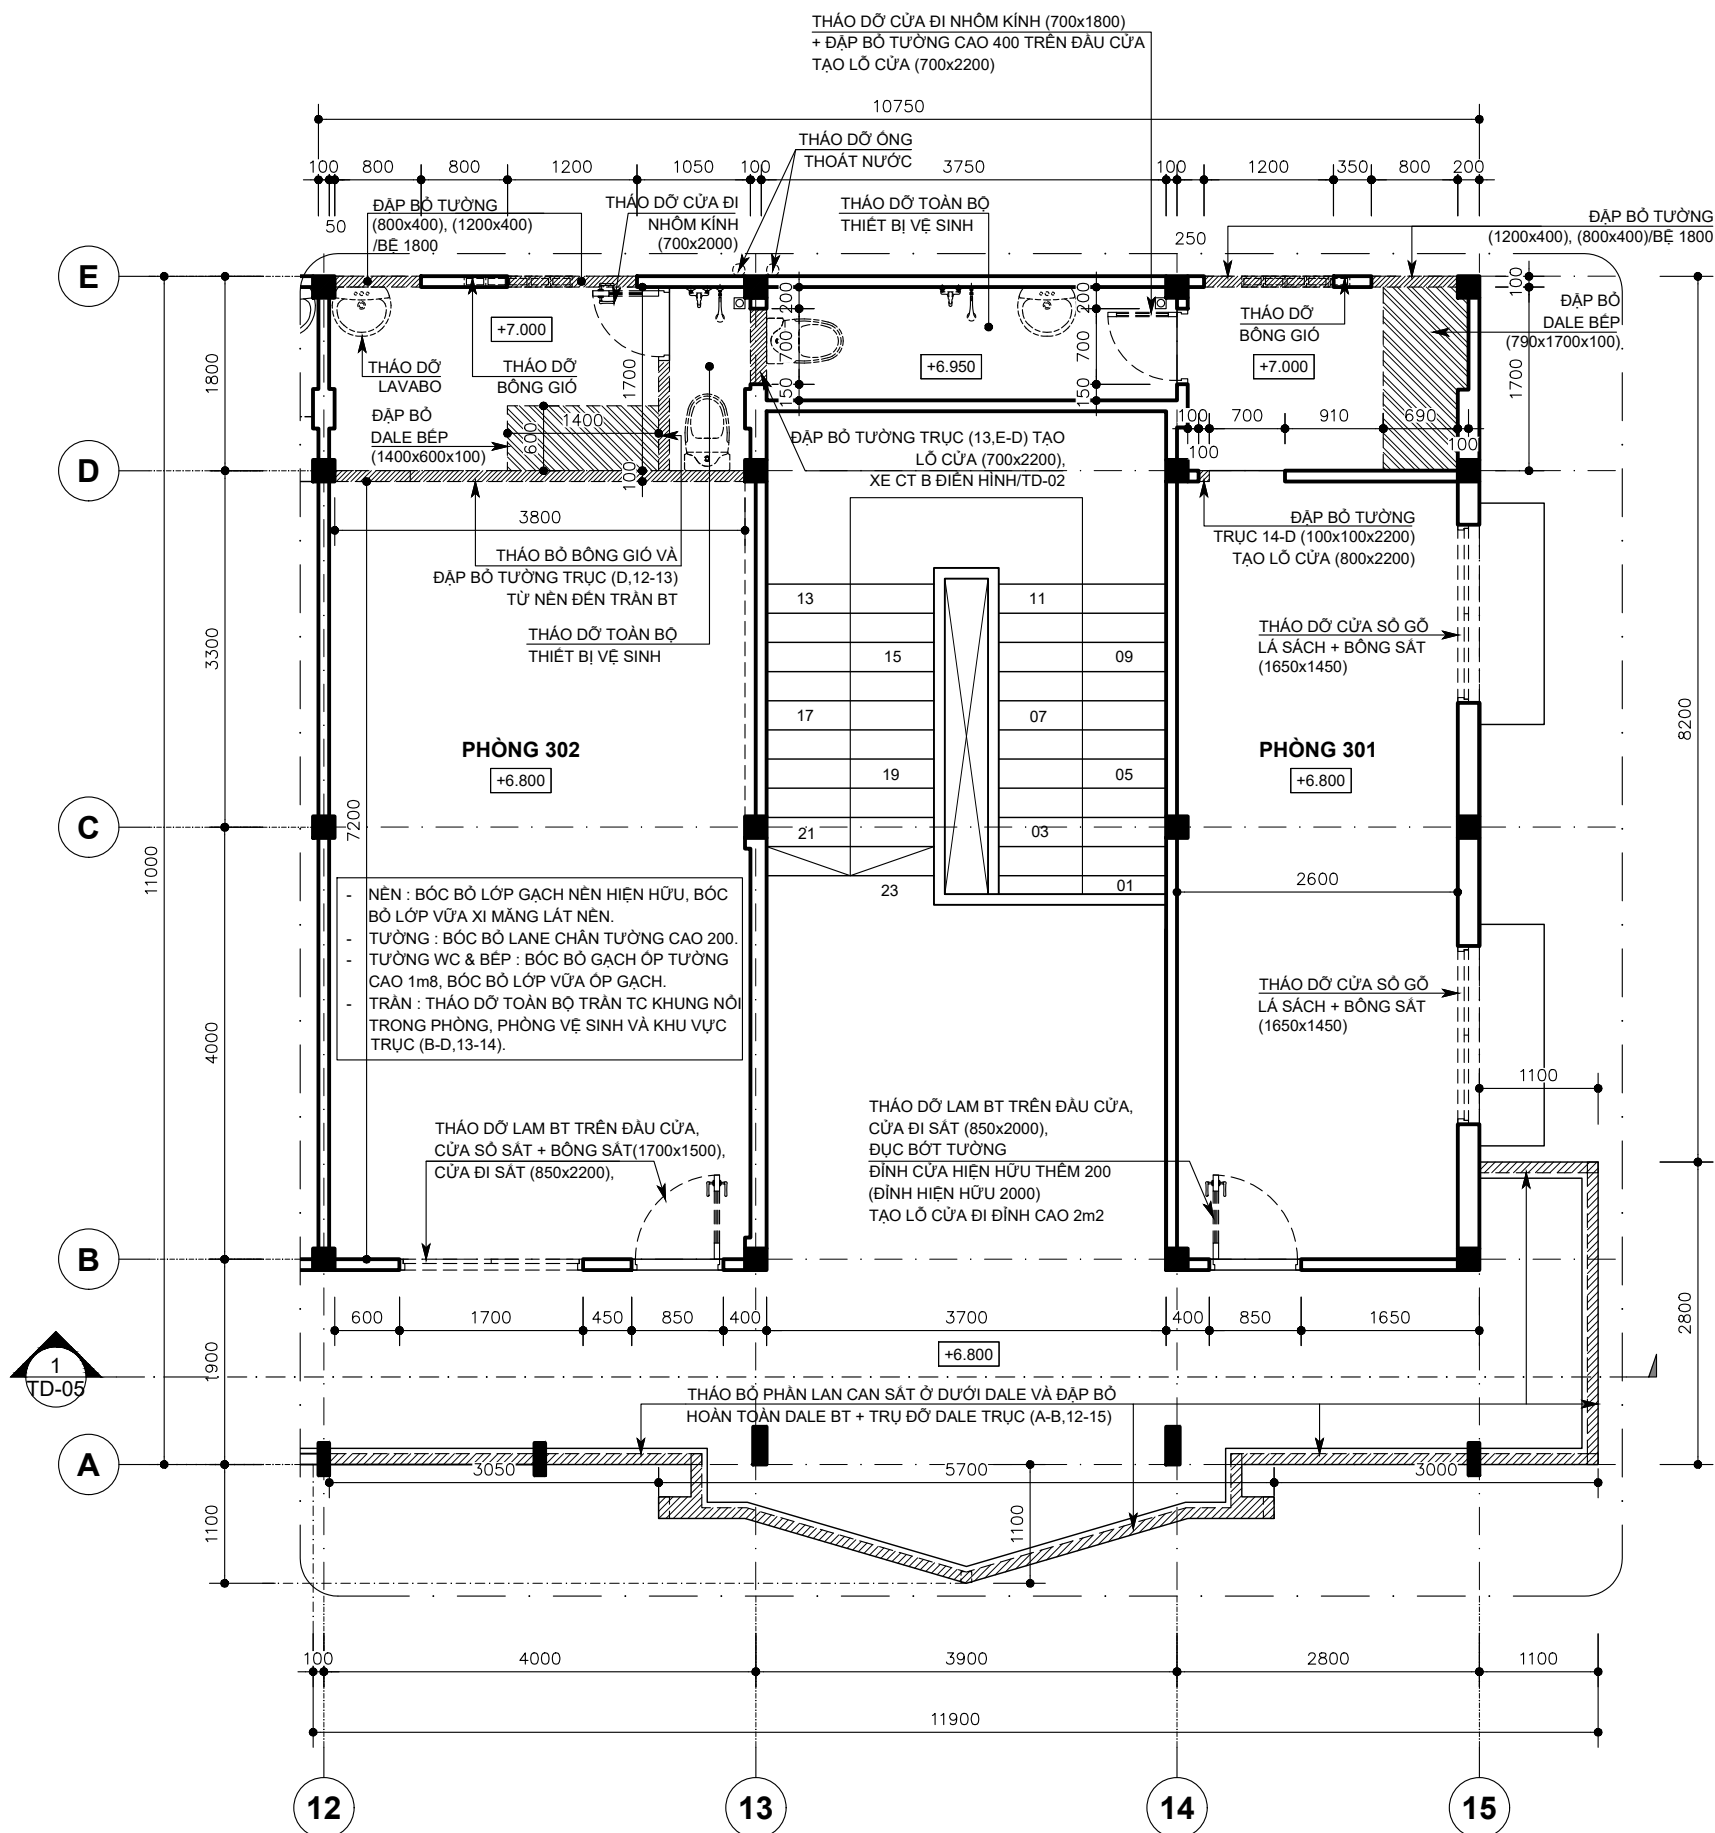 THÁO DỠ CỬA ĐI NHÔM KÍNH (700x1800)
+ ĐẬP BỎ TƯỜNG CAO 400 TRÊN ĐẦU CỬA
TẠO LỖ CỬA (700x2200)
10750
THÁO DỠ ỐNG
THOÁT NƯỚC
100 800 800 1200 1050 100 3750 100 1200 350 800 200
50
250
ĐẬP BỎ TƯỜNG
(800x400), (1200x400)
/BỆ 1800
THÁO DỠ CỬA ĐI
NHÔM KÍNH
(700x2000)
THÁO DỠ TOÀN BỘ
THIẾT BỊ VỆ SINH
ĐẬP BỎ TƯỜNG
(1200x400), (800x400)/BỆ 1800
E
+7.000
THÁO DỠ
LAVABO
THÁO DỠ
BÔNG GIÓ
1700
200
700
150
+6.950
200
700
150
THÁO DỠ
BÔNG GIÓ
+7.000
100
ĐẬP BỎ
DALE BẾP
(790x1700x100)
1700
1800
ĐẬP BỎ
DALE BẾP
(1400x600x100)
1400
600
100
100 700 910 690
100
100
ĐẬP BỎ TƯỜNG TRỤC (13,E-D) TẠO
LỖ CỬA (700x2200),
XE CT B ĐIỂN HÌNH/TD-02
D
3800
THÁO BỎ BÔNG GIÓ VÀ
ĐẬP BỎ TƯỜNG TRỤC (D,12-13)
TỪ NỀN ĐẾN TRẦN BT
THÁO DỠ TOÀN BỘ
THIẾT BỊ VỆ SINH
ĐẬP BỎ TƯỜNG
TRỤC 14-D (100x100x2200)
TẠO LỖ CỬA (800x2200)
13 11
15 09
17 07
19 05
21 03
23 01
THÁO DỠ CỬA SỔ GỖ
LÁ SÁCH + BÔNG SẮT
(1650x1450)
3300
8200
PHÒNG 302
+6.800
PHÒNG 301
+6.800
C
7200
11000
2600
- NỀN : BÓC BỎ LỚP GẠCH NỀN HIỆN HỮU, BÓC
BỎ LỚP VỮA XI MĂNG LÁT NỀN.
- TƯỜNG : BÓC BỎ LANE CHÂN TƯỜNG CAO 200.
- TƯỜNG WC & BẾP : BÓC BỎ GẠCH ỐP TƯỜNG
CAO 1m8, BÓC BỎ LỚP VỮA ỐP GẠCH.
- TRẦN : THÁO DỠ TOÀN BỘ TRẦN TC KHUNG NỔI
TRONG PHÒNG, PHÒNG VỆ SINH VÀ KHU VỰC
TRỤC (B-D,13-14).
THÁO DỠ CỬA SỔ GỖ
LÁ SÁCH + BÔNG SẮT
(1650x1450)
4000
1100
THÁO DỠ LAM BT TRÊN ĐẦU CỬA,
CỬA SỔ SẮT + BÔNG SẮT(1700x1500),
CỬA ĐI SẮT (850x2200),
THÁO DỠ LAM BT TRÊN ĐẦU CỬA,
CỬA ĐI SẮT (850x2000),
ĐỤC BỚT TƯỜNG
ĐỈNH CỬA HIỆN HỮU THÊM 200
(ĐỈNH HIỆN HỮU 2000)
TẠO LỖ CỬA ĐI ĐỈNH CAO 2m2
B
600 1700 450 850 400 3700 400 850 1650
2800
+6.800
1900
1
TD-05
THÁO BỎ PHẦN LAN CAN SẮT Ở DƯỚI DALE VÀ ĐẬP BỎ
HOÀN TOÀN DALE BT + TRỤ ĐỠ DALE TRỤC (A-B,12-15)
A
3050 5700 3000
1100
1100
100 4000 3900 2800 1100
11900
12 13 14 15